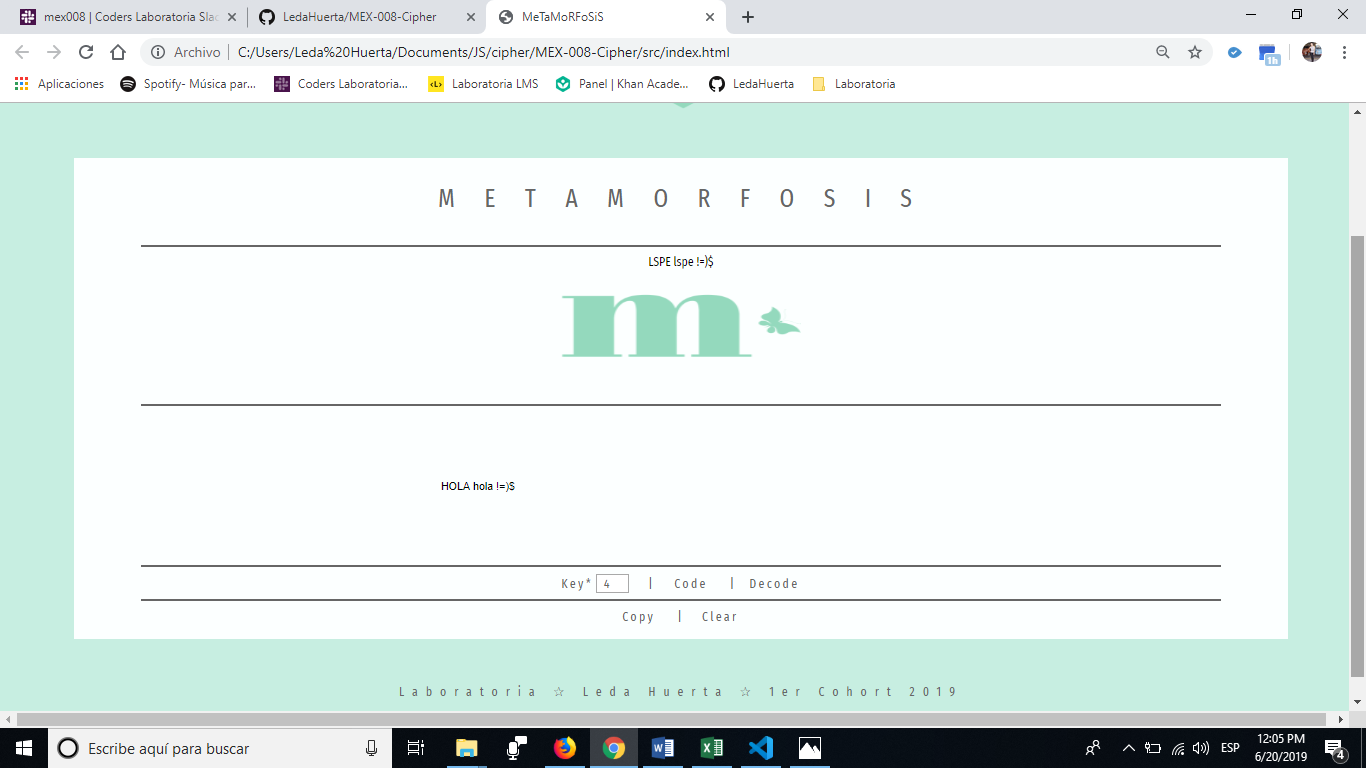 mex008 | Coders Laboratoria Slac
LedaHuerta/MEX-008-Cipher
MeTaMoRFoSiS
Archivo
C:/Users/Leda%20Huerta/Documents/JS/cipher/MEX-008-Cipher/src/index.html
1h
Aplicaciones
Spotify- Música par...
Coders Laboratoria...
<L>
Laboratoria LMS
Panel | Khan Acade...
LedaHuerta
Laboratoria
METAMORFOSIS
LSPE lspe !=)$
m
HOLA hola !=)$
Key* 4 | Code | Decode
Copy | Clear
Laboratoria ☆ Leda Huerta ☆ 1er Cohort 2019
Escribe aquí para buscar
ESP
12:05 PM
6/20/2019
4